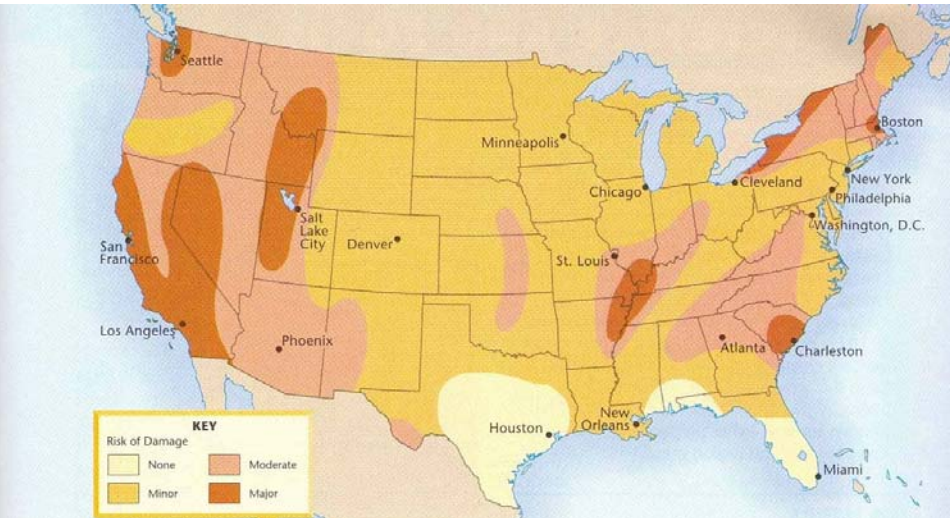 Seattle
Minneapolis
Boston
Chicago
Cleveland
New York
Philadelphia
Washington, D.C.
Salt
Lake
City
Denver
San
Francisco
St. Louis
Los Angeles
Phoenix
Atlanta
Charleston
Houston
New
Orleans
Miami
KEY
Risk of Damage
None
Moderate
Minor
Major